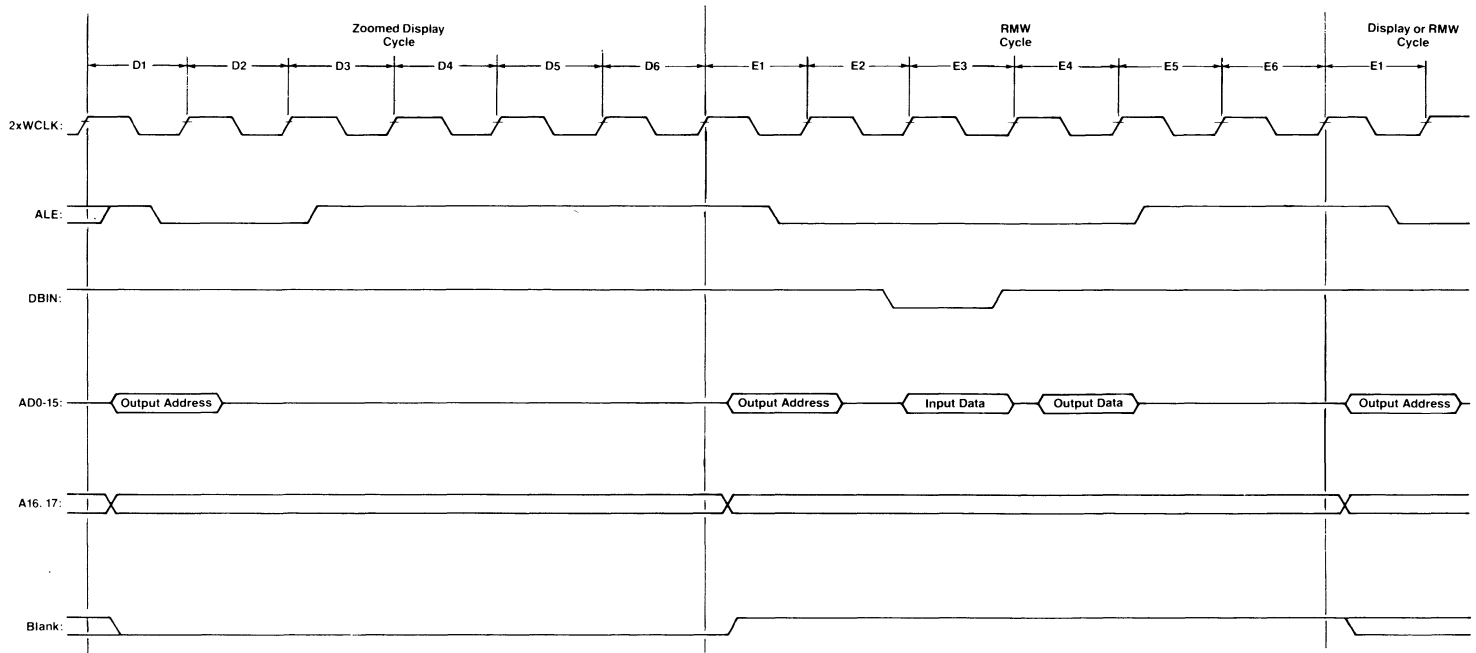 Zoomed Display
Cycle
RMW
Cycle
Display or RMW
Cycle
D1 D2 D3 D4 D5 D6 E1 E2 E3 E4 E5 E6 E1
2xWCLK:
ALE:
DBIN:
AD0-15: Output Address Output Address Input Data Output Data Output Address
A16, 17:
Blank: